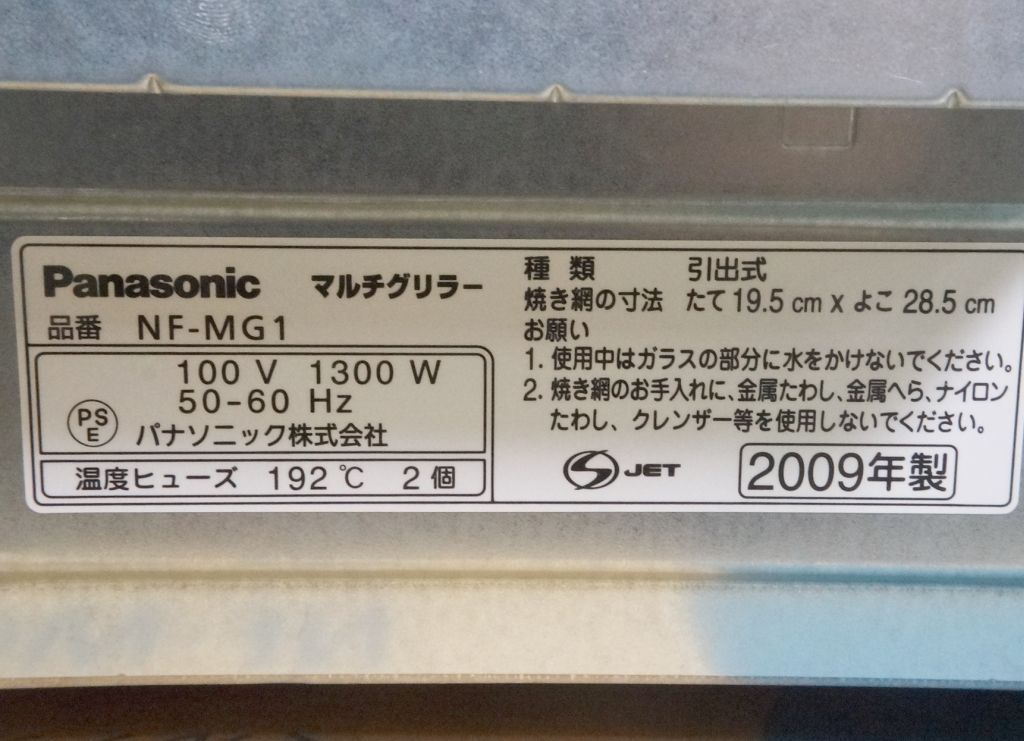 Panasonic マルチグリラー
品番 NF-MG1
100 V 1300 W
50-60 Hz
PS
E
パナソニック株式会社
温度ヒューズ 192 ℃ 2 個
種 類 引出式
焼き網の寸法 たて 19.5 cm x よこ 28.5 cm
お願い
1. 使用中はガラスの部分に水をかけないでください。
2. 焼き網のお手入れに、金属たわし、金属へら、ナイロン
たわし、クレンザー等を使用しないでください。
S JET
2009年製